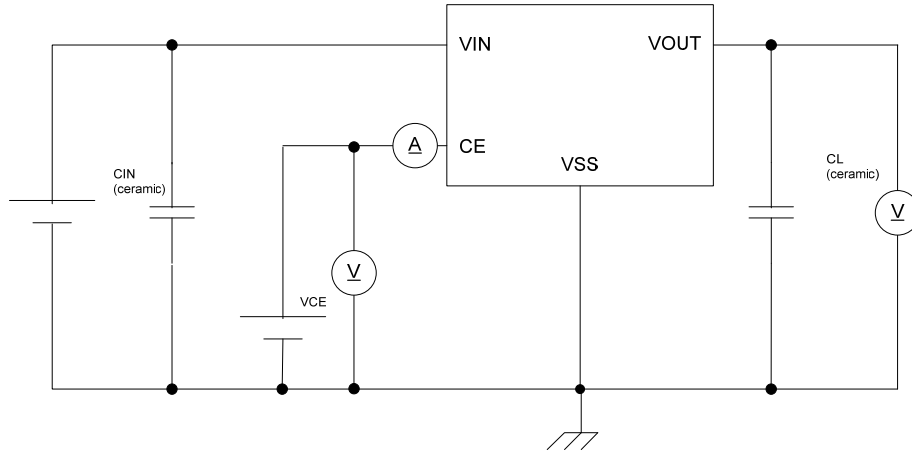 VIN
VOUT
A
CE
VSS
CIN
(ceramic)
CL
(ceramic)
V
V
VCE